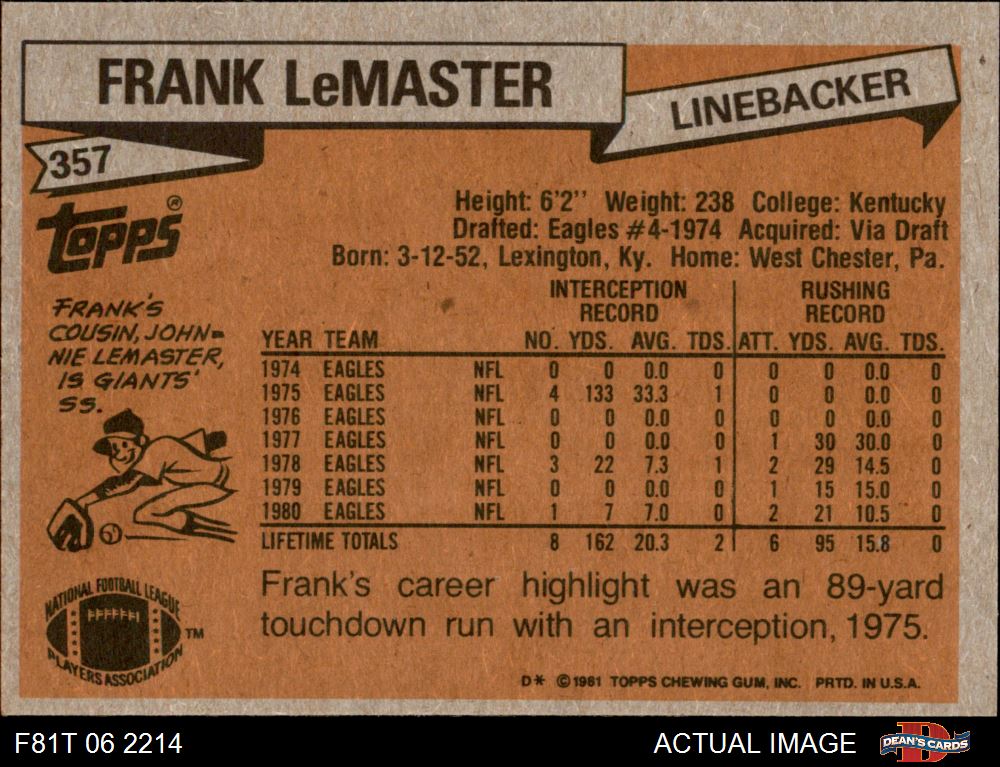 FRANK LeMASTER
LINEBACKER
357
TOPPS®
Height: 6'2'' Weight: 238 College: Kentucky
Drafted: Eagles #4-1974 Acquired: Via Draft
Born: 3-12-52, Lexington, Ky. Home: West Chester, Pa.
FRANK'S
COUSIN, JOHN=
NIE LEMASTER,
IS GIANTS'
SS.
INTERCEPTION RECORD RUSHING RECORD
YEAR TEAM NO. YDS. AVG. TDS. ATT. YDS. AVG. TDS.
1974 EAGLES NFL 0 0 0.0 0 0 0 0.0 0
1975 EAGLES NFL 4 133 33.3 1 0 0 0.0 0
1976 EAGLES NFL 0 0 0.0 0 0 0 0.0 0
1977 EAGLES NFL 0 0 0.0 0 1 30 30.0 0
1978 EAGLES NFL 3 22 7.3 1 2 29 14.5 0
1979 EAGLES NFL 0 0 0.0 0 1 15 15.0 0
1980 EAGLES NFL 1 7 7.0 0 2 21 10.5 0
LIFETIME TOTALS 8 162 20.3 2 6 95 15.8 0
Frank's career highlight was an 89-yard
touchdown run with an interception, 1975.
NATIONAL FOOTBALL LEAGUE
PLAYERS ASSOCIATION
TM
D* © 1981 TOPPS CHEWING GUM, INC. PRTD. IN U.S.A.
F81T 06 2214
ACTUAL IMAGE
D
DEAN'S CARDS